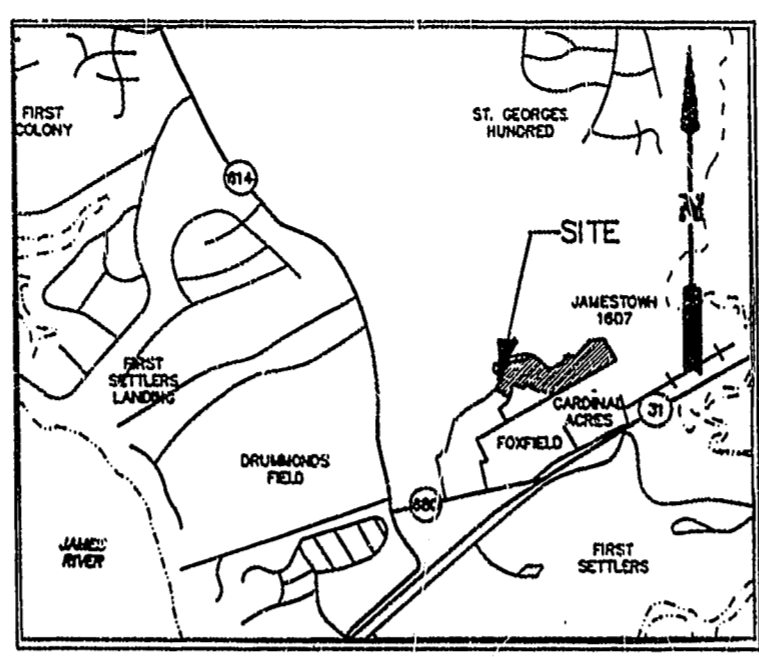 FIRST
COLONY
ST. GEORGES
HUNDRED
614
SITE
N
JAMESTOWN
1607
FIRST
SETTLERS
LANDING
CARDINAL
ACRES
31
FOXFIELD
DRUMMONDS
FIELD
JAMES
RIVER
FIRST
SETTLERS